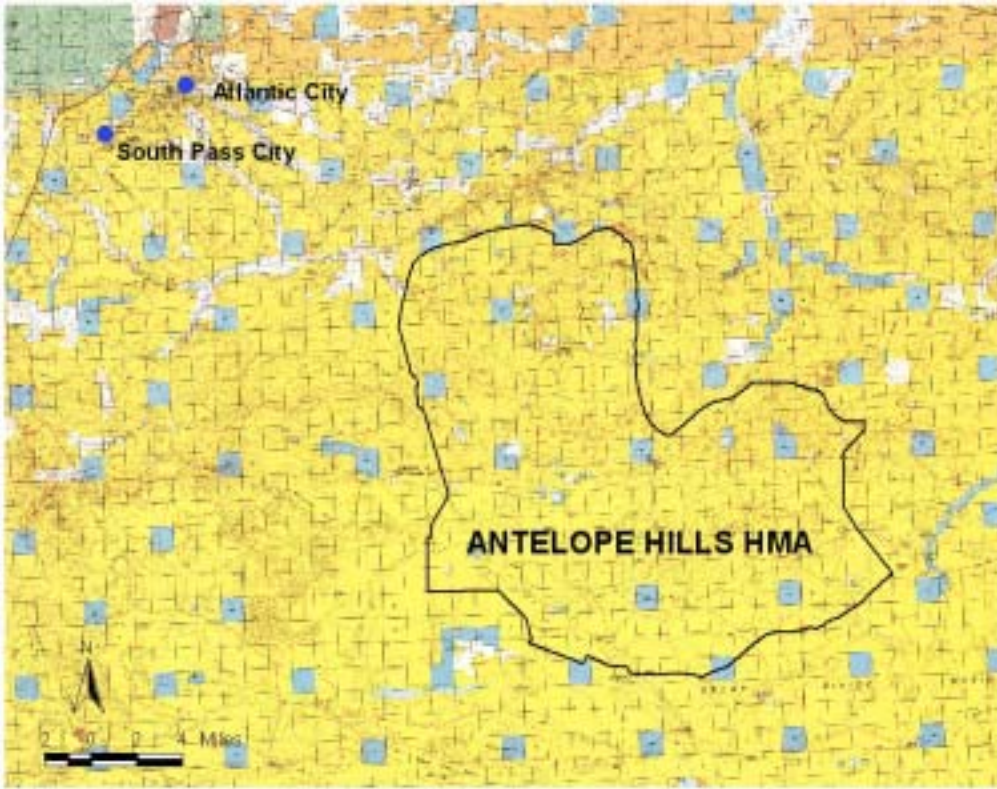 Atlantic City
South Pass City
ANTELOPE HILLS HMA
N
2 0 2 4 Miles